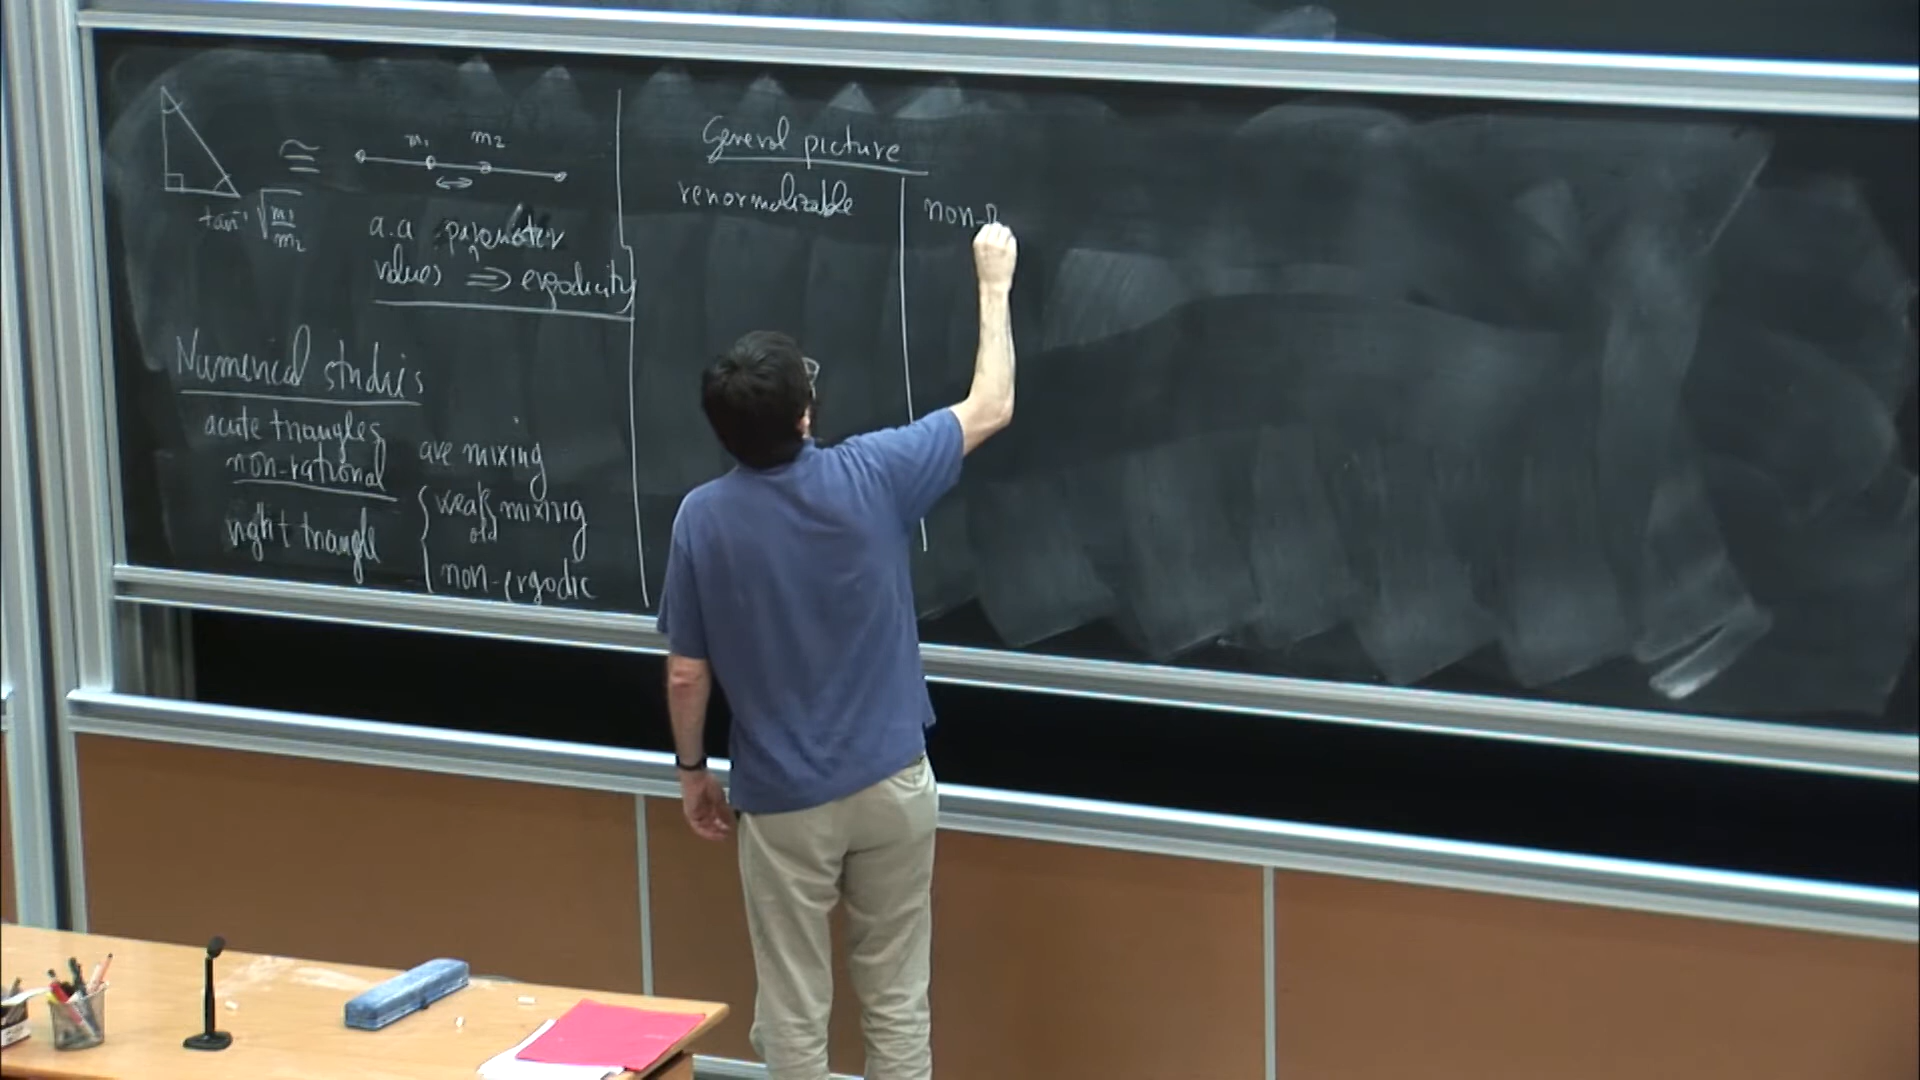 ≅
m₁ m₂
tan⁻¹ √(m₁/m₂)
a.a parameter
values ⇒ ergodicity
Numerical studies
acute triangles
non-rational
are mixing
right triangle
weak mixing
old
non-ergodic
General picture
renormalizable
non-R